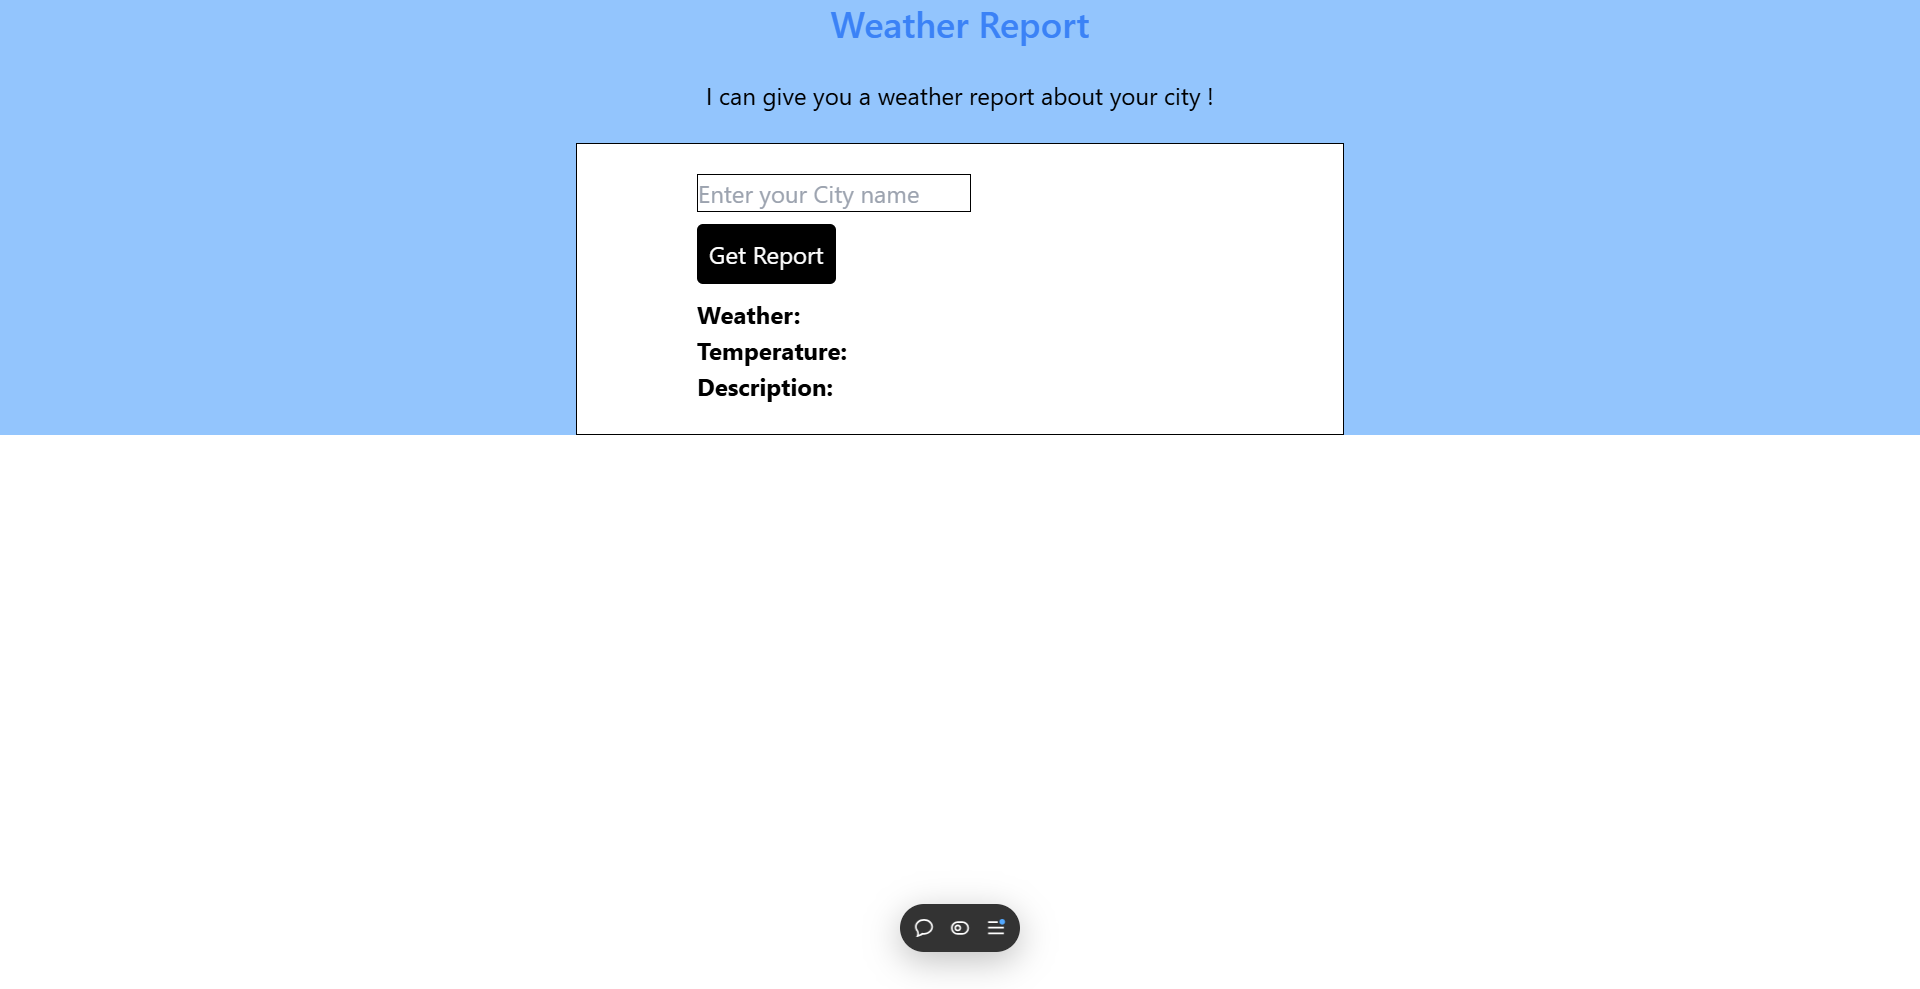 Weather Report
I can give you a weather report about your city !
Enter your City name
Get Report
Weather:
Temperature:
Description: